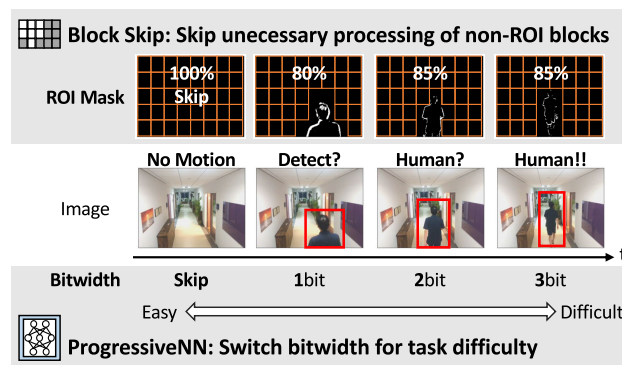 Block Skip: Skip unecessary processing of non-ROI blocks
ROI Mask
100% Skip
80%
85%
85%
No Motion Detect? Human? Human!!
Image
t
Bitwidth Skip 1bit 2bit 3bit
Easy Difficult
ProgressiveNN: Switch bitwidth for task difficulty